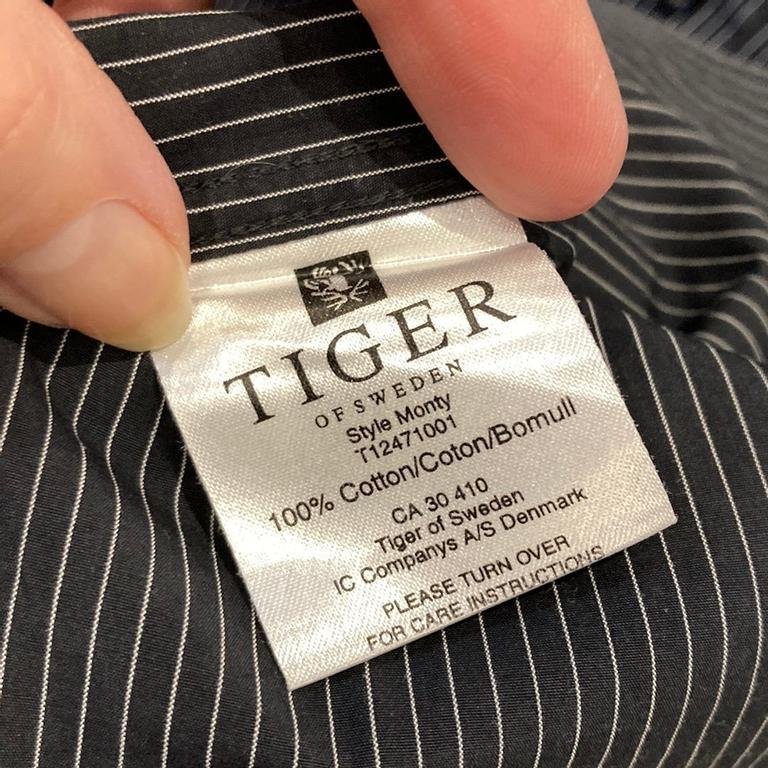 TIGER
OF SWEDEN
Style Monty
T12471001
100% Cotton/Coton/Bomull
CA 30 410
Tiger of Sweden
IC Companys A/S Denmark
PLEASE TURN OVER
FOR CARE INSTRUCTIONS